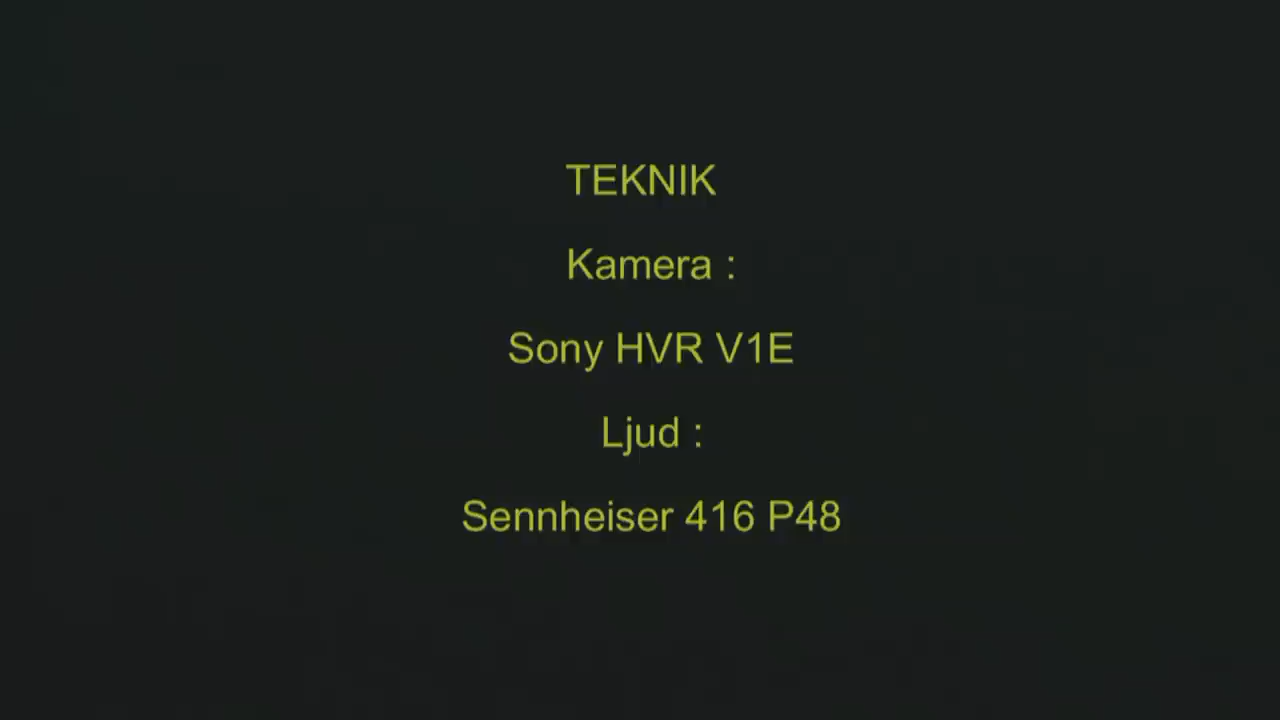 TEKNIK
Kamera :
Sony HVR V1E
Ljud :
Sennheiser 416 P48